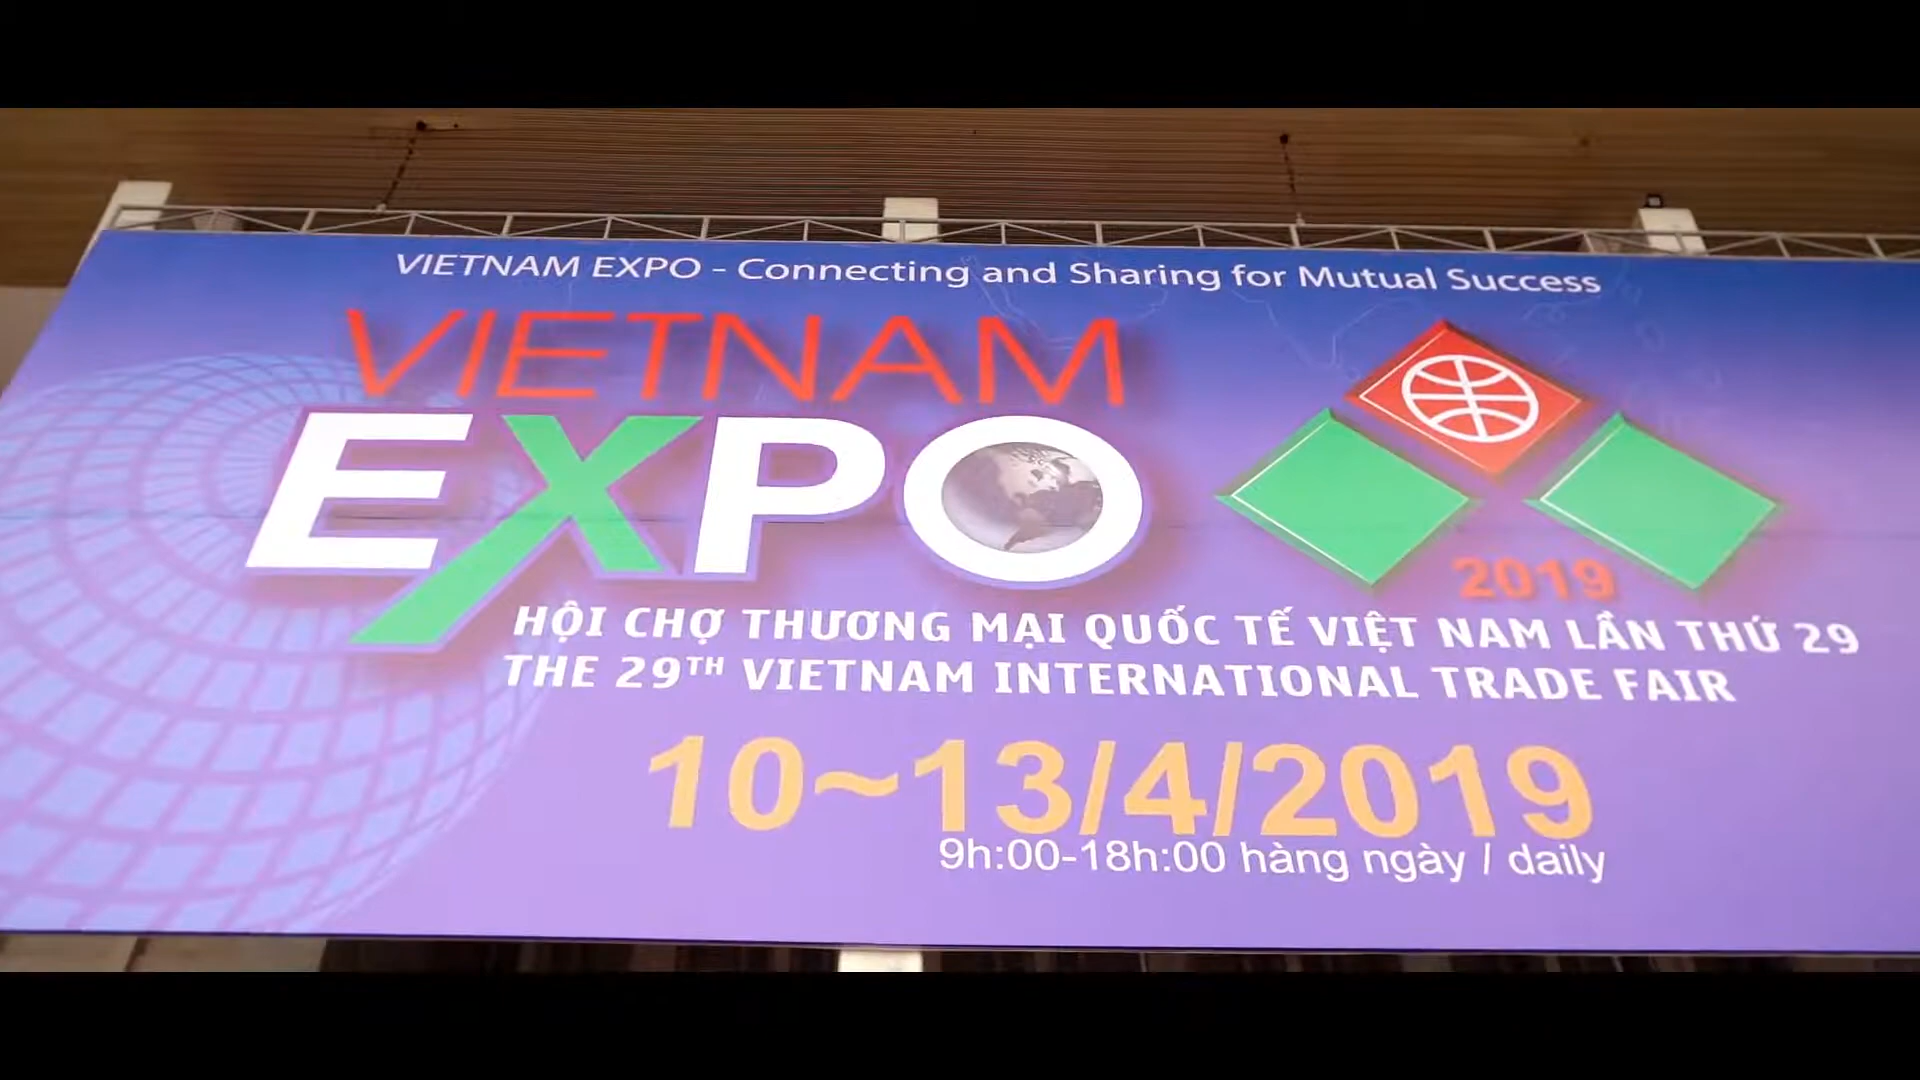 VIETNAM EXPO - Connecting and Sharing for Mutual Success
VIETNAM
EXPO
2019
HỘI CHỢ THƯƠNG MẠI QUỐC TẾ VIỆT NAM LẦN THỨ 29
THE 29TH VIETNAM INTERNATIONAL TRADE FAIR
10~13/4/2019
9h:00-18h:00 hàng ngày / daily